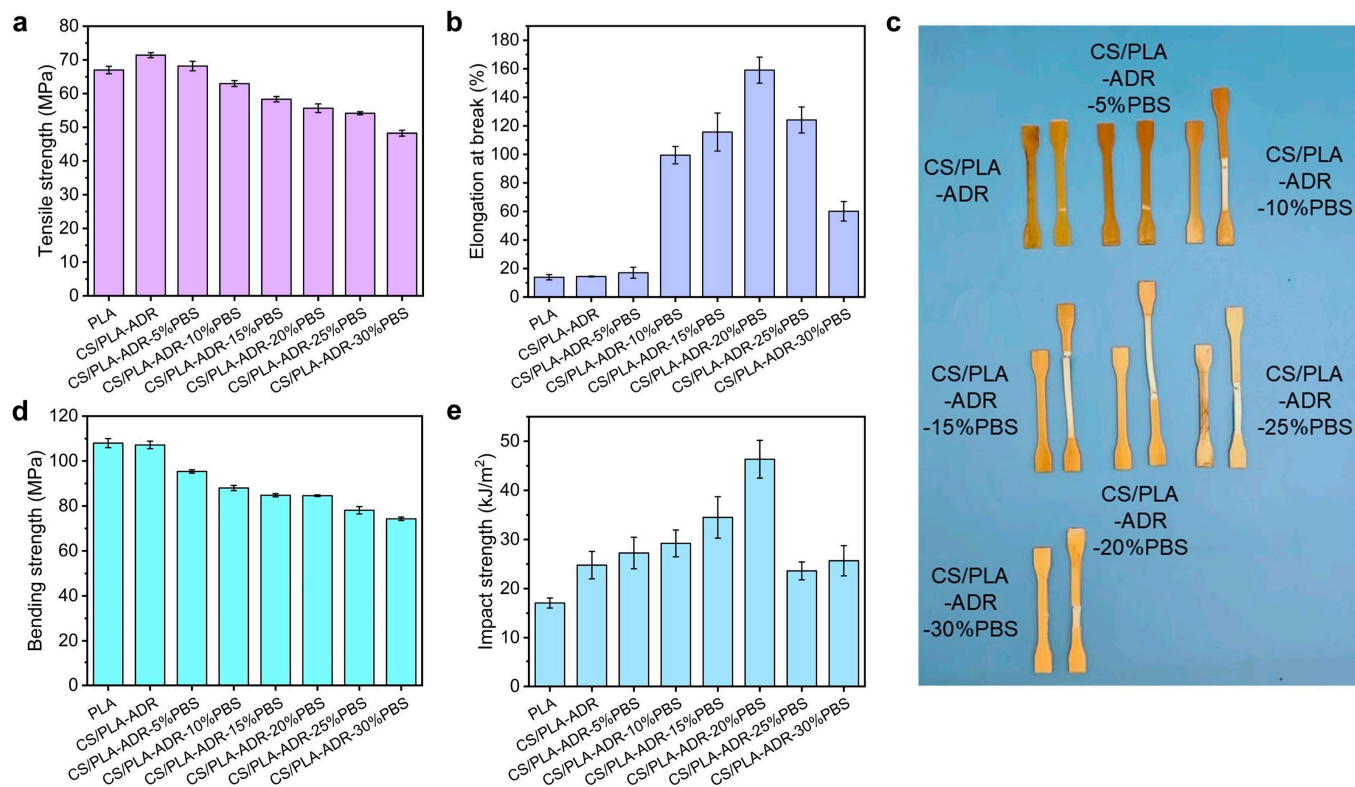 a
Tensile strength (MPa)
80
70
60
50
40
30
20
10
0
PLA
CS/PLA-ADR
CS/PLA-ADR-5%PBS
CS/PLA-ADR-10%PBS
CS/PLA-ADR-15%PBS
CS/PLA-ADR-20%PBS
CS/PLA-ADR-25%PBS
CS/PLA-ADR-30%PBS
b
Elongation at break (%)
180
160
140
120
100
80
60
40
20
0
PLA
CS/PLA-ADR
CS/PLA-ADR-5%PBS
CS/PLA-ADR-10%PBS
CS/PLA-ADR-15%PBS
CS/PLA-ADR-20%PBS
CS/PLA-ADR-25%PBS
CS/PLA-ADR-30%PBS
c
CS/PLA
-ADR
CS/PLA
-ADR
-5%PBS
CS/PLA
-ADR
-10%PBS
CS/PLA
-ADR
-15%PBS
CS/PLA
-ADR
-20%PBS
CS/PLA
-ADR
-25%PBS
CS/PLA
-ADR
-30%PBS
d
Bending strength (MPa)
120
100
80
60
40
20
0
PLA
CS/PLA-ADR
CS/PLA-ADR-5%PBS
CS/PLA-ADR-10%PBS
CS/PLA-ADR-15%PBS
CS/PLA-ADR-20%PBS
CS/PLA-ADR-25%PBS
CS/PLA-ADR-30%PBS
e
Impact strength (kJ/m²)
50
40
30
20
10
0
PLA
CS/PLA-ADR
CS/PLA-ADR-5%PBS
CS/PLA-ADR-10%PBS
CS/PLA-ADR-15%PBS
CS/PLA-ADR-20%PBS
CS/PLA-ADR-25%PBS
CS/PLA-ADR-30%PBS